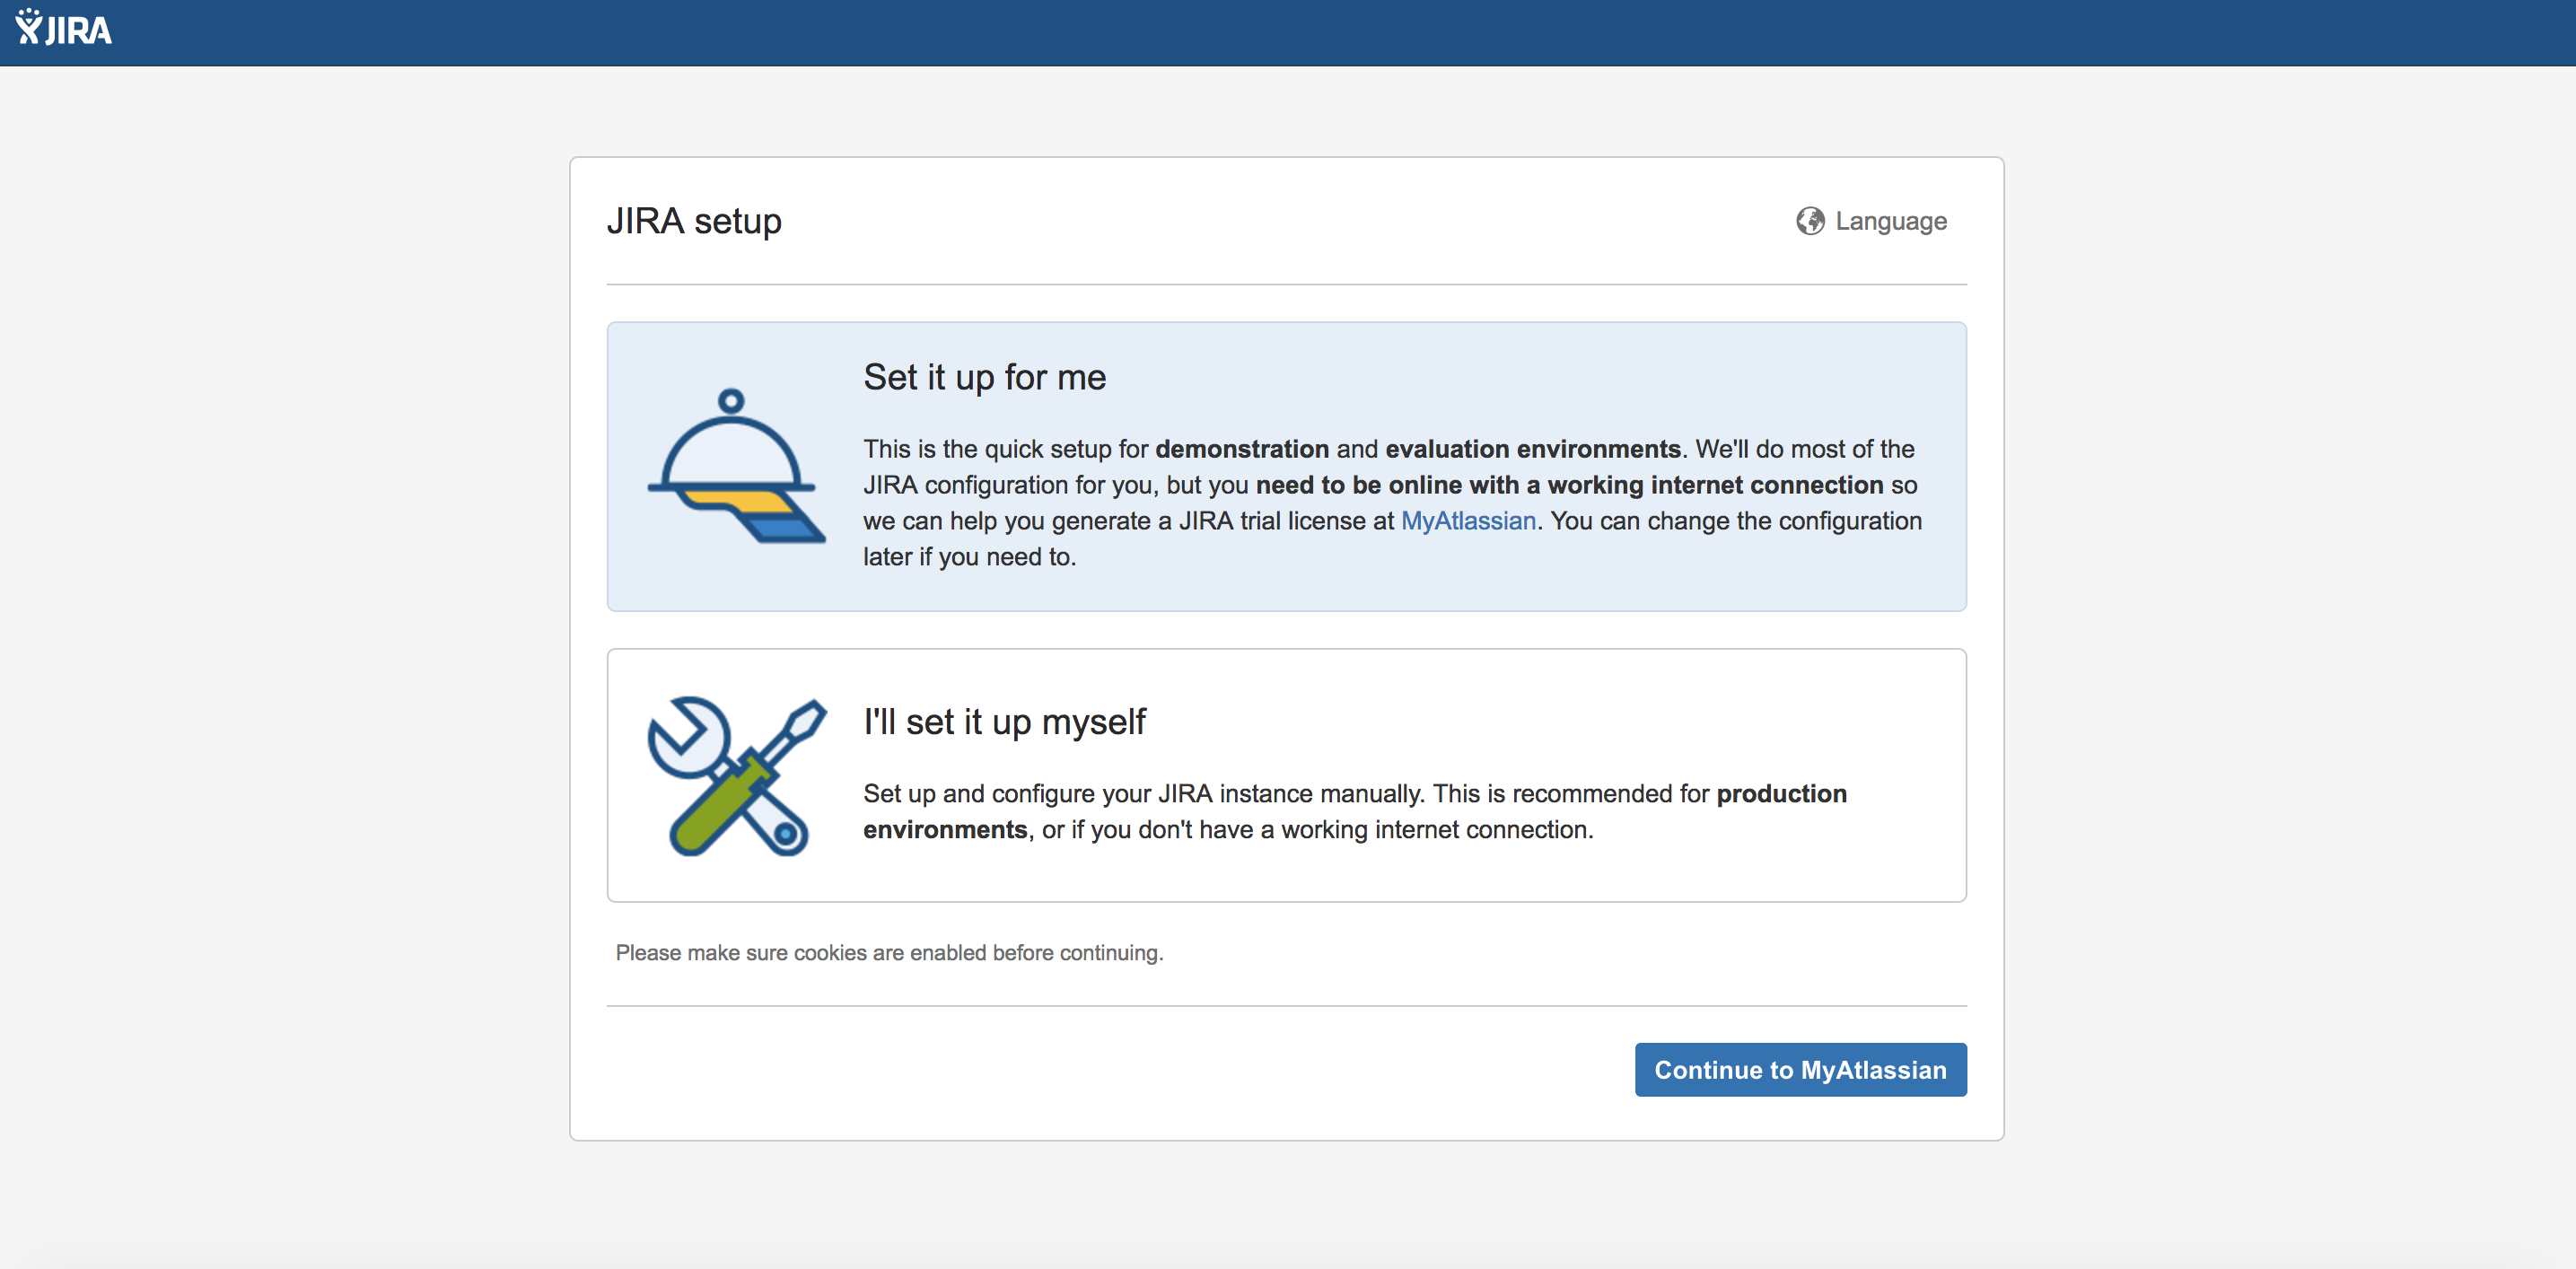 JIRA
JIRA setup
Language
Set it up for me
This is the quick setup for demonstration and evaluation environments. We'll do most of the
JIRA configuration for you, but you need to be online with a working internet connection so
we can help you generate a JIRA trial license at MyAtlassian. You can change the configuration
later if you need to.
I'll set it up myself
Set up and configure your JIRA instance manually. This is recommended for production
environments, or if you don't have a working internet connection.
Please make sure cookies are enabled before continuing.
Continue to MyAtlassian